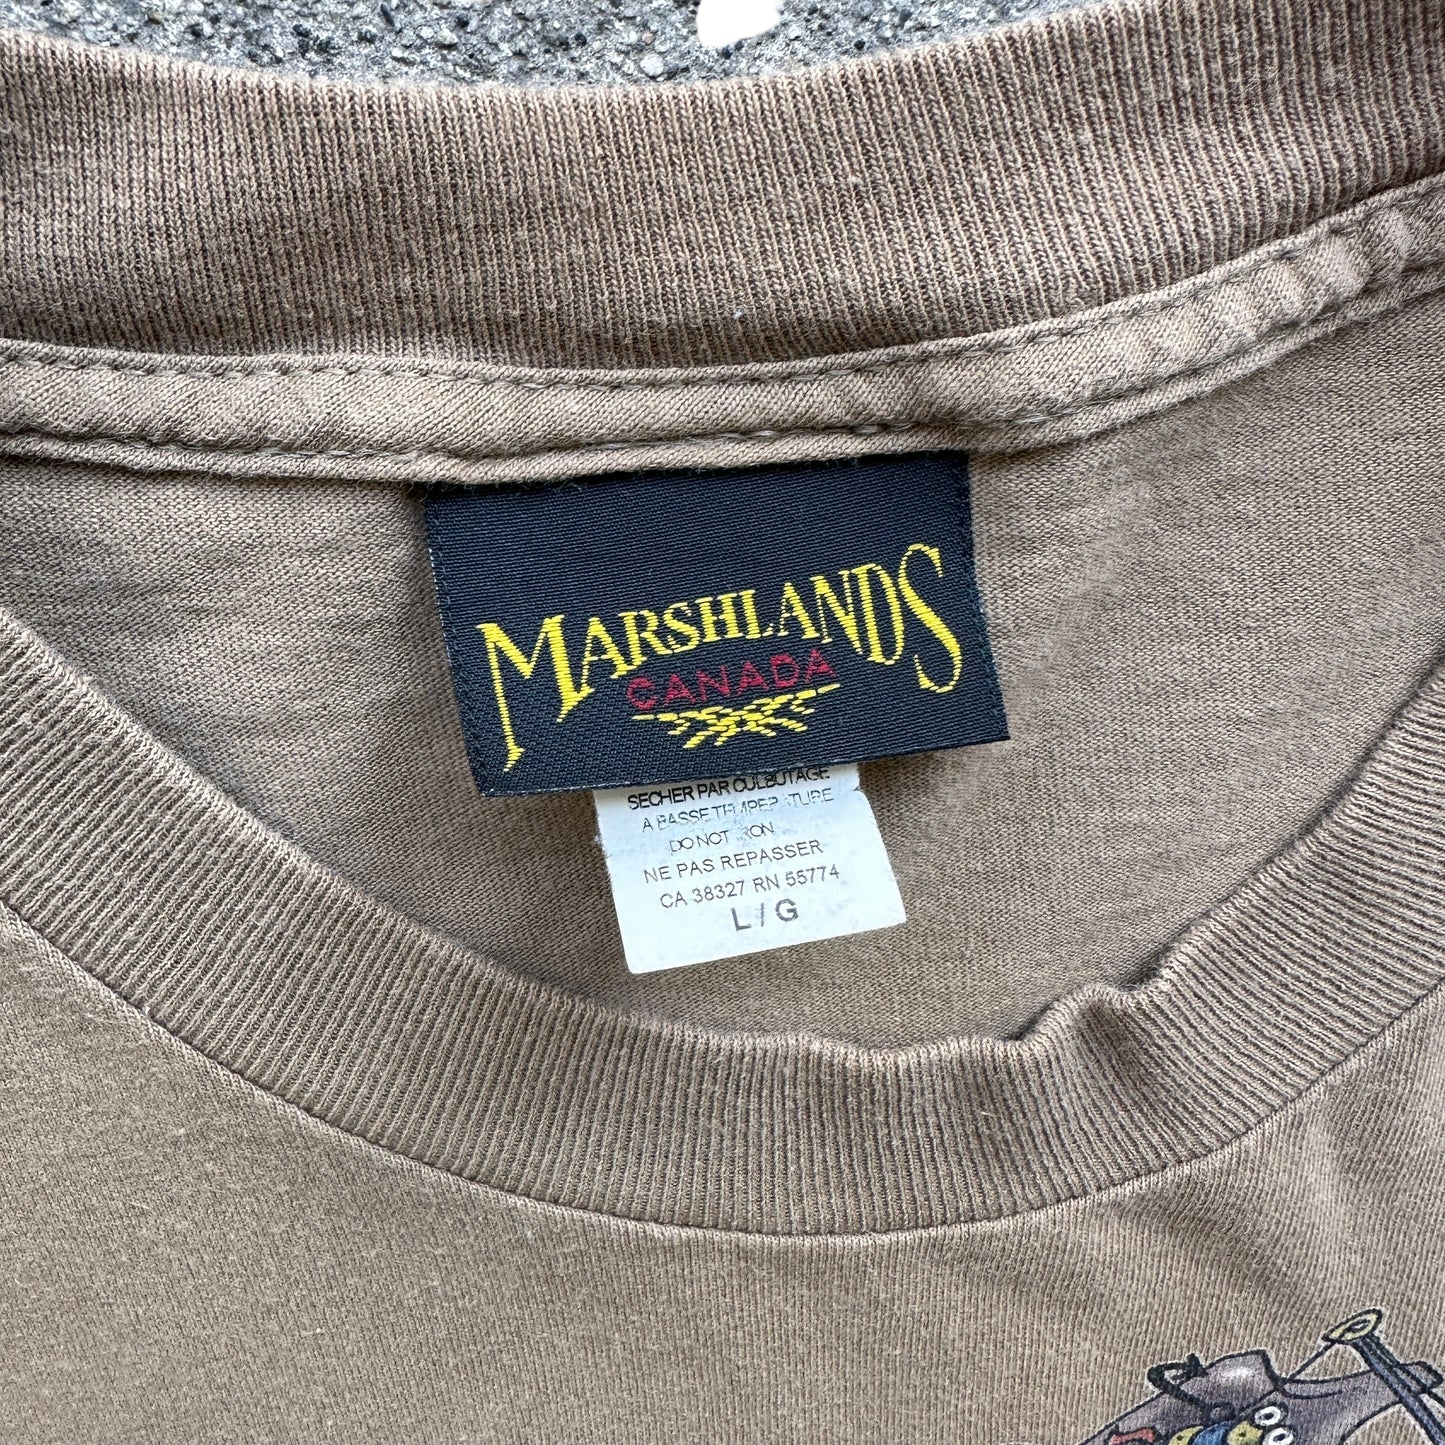 MARSHLANDS
CANADA
SECHER PAR CULBUTAGE
A BASSE TEMPERATURE
DO NOT IRON
NE PAS REPASSER
CA 38327 RN 55774
L / G